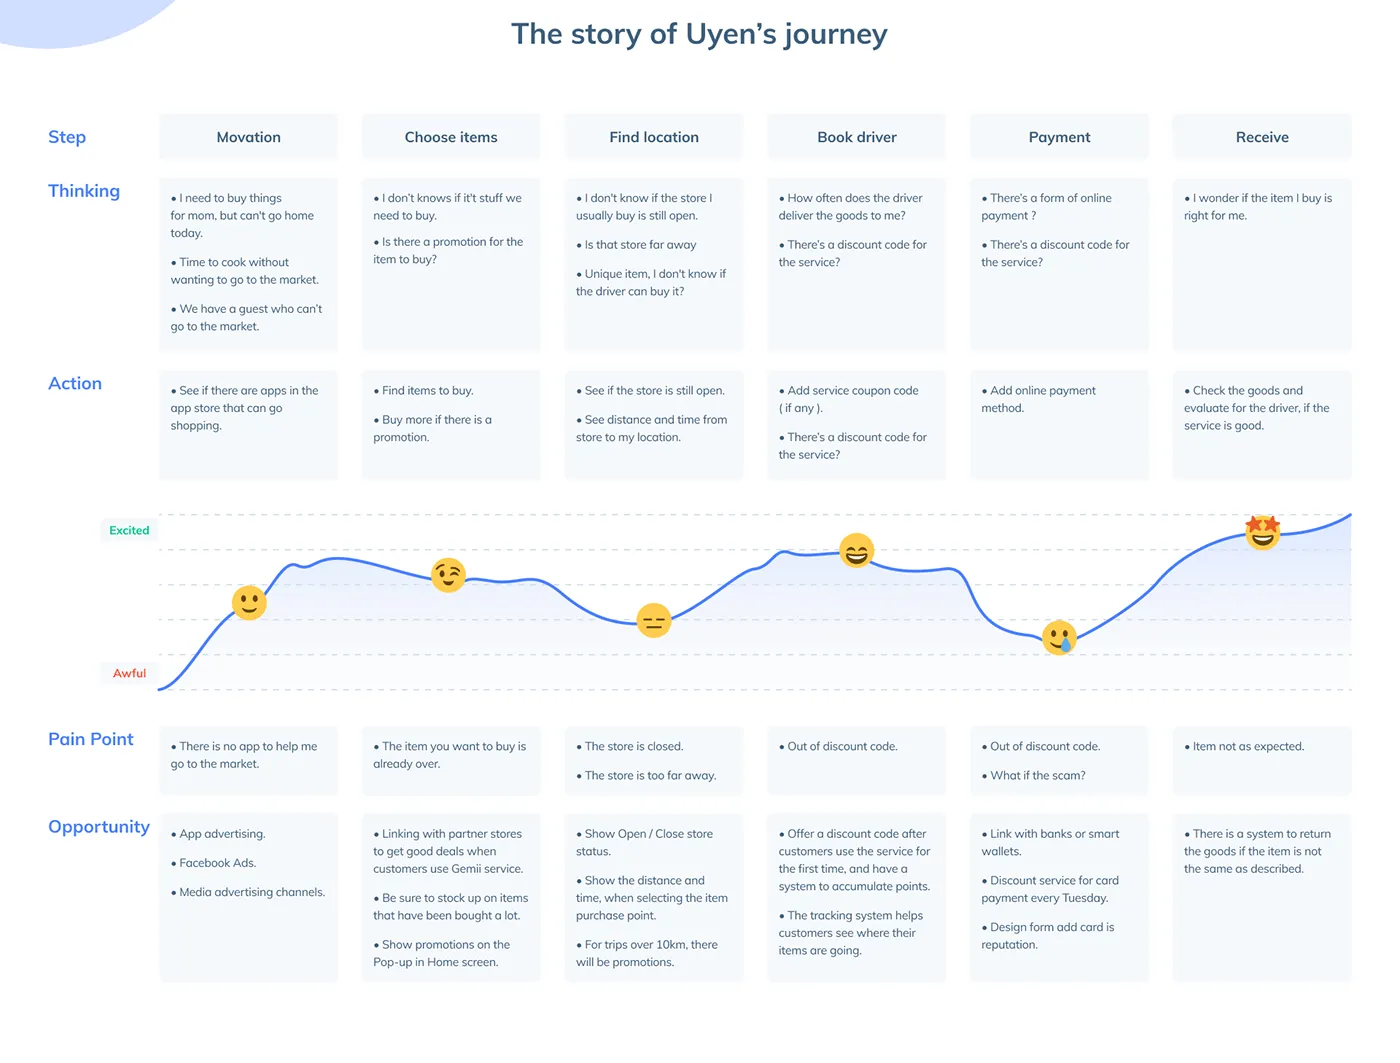 The story of Uyen's journey
Step
Movation
Choose items
Find location
Book driver
Payment
Receive
Thinking
• I need to buy things
for mom, but can't go home
today.
• Time to cook without
wanting to go to the market.
• We have a guest who can't
go to the market.
• I don't knows if it't stuff we
need to buy.
• Is there a promotion for the
item to buy?
• I don't know if the store I
usually buy is still open.
• Is that store far away
• Unique item, I don't know if
the driver can buy it?
• How often does the driver
deliver the goods to me?
• There's a discount code for
the service?
• There's a form of online
payment ?
• There's a discount code for
the service?
• I wonder if the item I buy is
right for me.
Action
• See if there are apps in the
app store that can go
shopping.
• Find items to buy.
• Buy more if there is a
promotion.
• See if the store is still open.
• See distance and time from
store to my location.
• Add service coupon code
( if any ).
• There's a discount code for
the service?
• Add online payment
method.
• Check the goods and
evaluate for the driver, if the
service is good.
Excited
Awful
Pain Point
• There is no app to help me
go to the market.
• The item you want to buy is
already over.
• The store is closed.
• The store is too far away.
• Out of discount code.
• Out of discount code.
• What if the scam?
• Item not as expected.
Opportunity
• App advertising.
• Facebook Ads.
• Media advertising channels.
• Linking with partner stores
to get good deals when
customers use Gemii service.
• Be sure to stock up on items
that have been bought a lot.
• Show promotions on the
Pop-up in Home screen.
• Show Open / Close store
status.
• Show the distance and
time, when selecting the item
purchase point.
• For trips over 10km, there
will be promotions.
• Offer a discount code after
customers use the service for
the first time, and have a
system to accumulate points.
• The tracking system helps
customers see where their
items are going.
• Link with banks or smart
wallets.
• Discount service for card
payment every Tuesday.
• Design form add card is
reputation.
• There is a system to return
the goods if the item is not
the same as described.